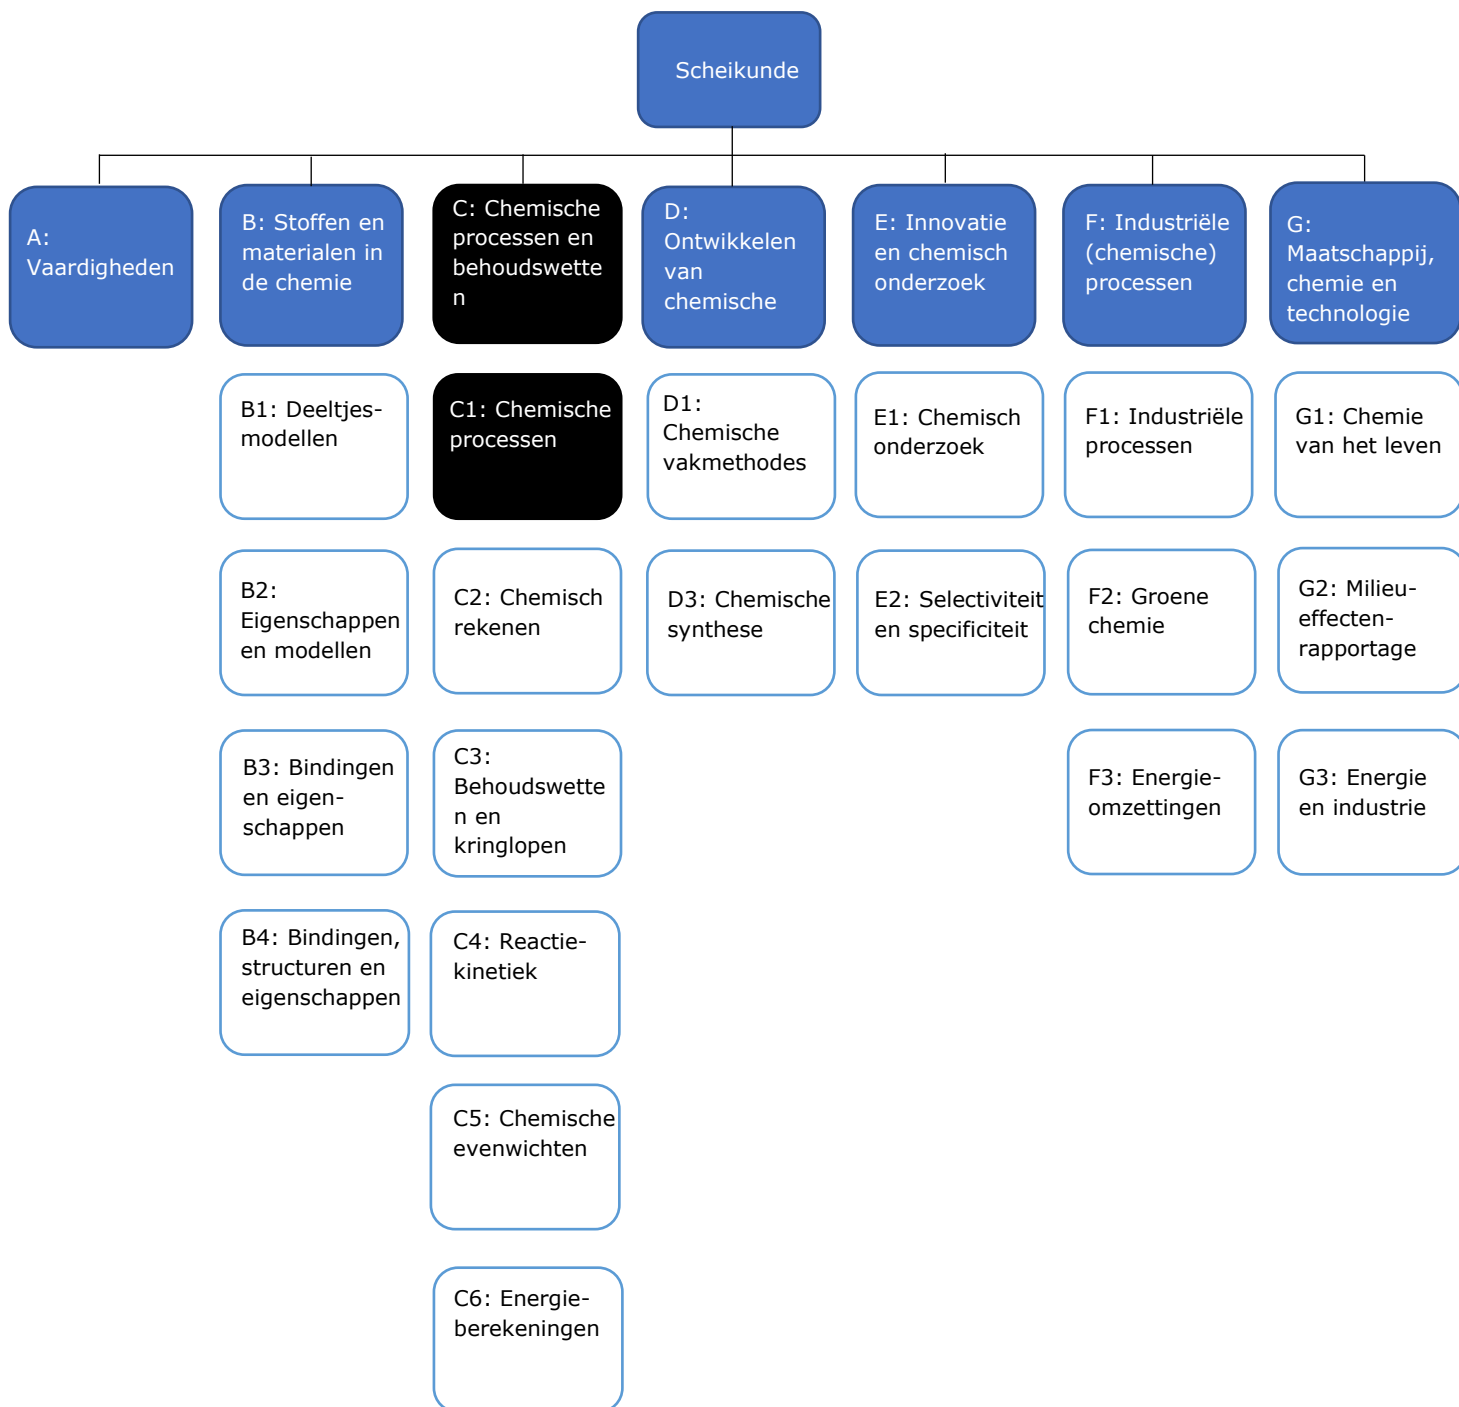 Scheikunde
A:
Vaardigheden
B: Stoffen en
materialen in
de chemie
C: Chemische
processen en
behoudswette
n
D:
Ontwikkelen
van
chemische
E: Innovatie
en chemisch
onderzoek
F: Industriële
(chemische)
processen
G:
Maatschappij,
chemie en
technologie
B1: Deeltjes-
modellen
C1: Chemische
processen
D1:
Chemische
vakmethodes
E1: Chemisch
onderzoek
F1: Industriële
processen
G1: Chemie
van het leven
B2:
Eigenschappen
en modellen
C2: Chemisch
rekenen
D3: Chemische
synthese
E2: Selectiviteit
en specificiteit
F2: Groene
chemie
G2: Milieu-
effecten-
rapportage
B3: Bindingen
en eigen-
schappen
C3:
Behoudswette
n en
kringlopen
F3: Energie-
omzettingen
G3: Energie
en industrie
B4: Bindingen,
structuren en
eigenschappen
C4: Reactie-
kinetiek
C5: Chemische
evenwichten
C6: Energie-
berekeningen